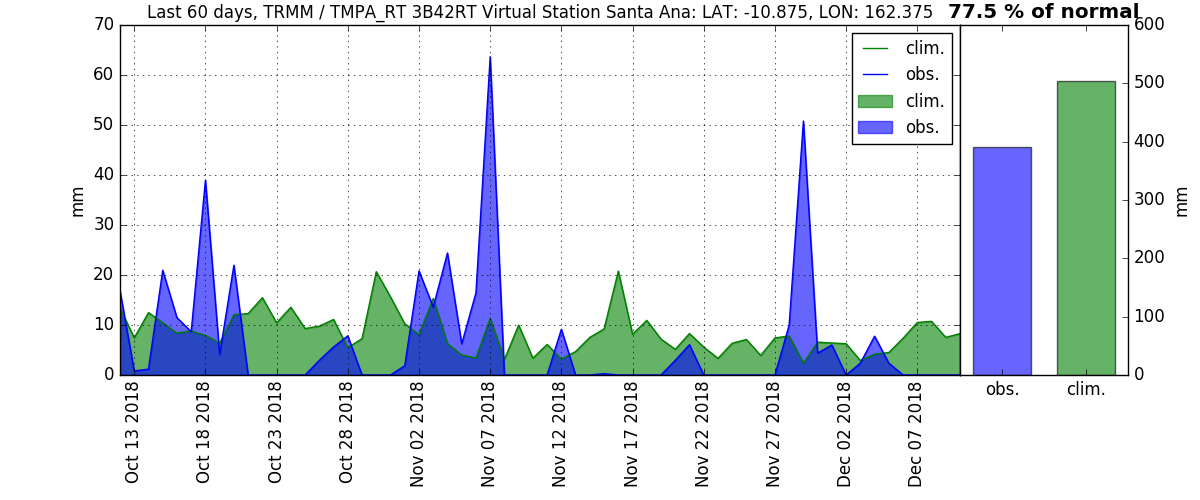 Last 60 days, TRMM / TMPA_RT 3B42RT Virtual Station Santa Ana: LAT: -10.875, LON: 162.375
77.5 % of normal
70
60
50
40
30
20
10
0
mm
clim.
obs.
clim.
obs.
600
500
400
300
200
100
0
mm
obs.
clim.
Oct 13 2018
Oct 18 2018
Oct 23 2018
Oct 28 2018
Nov 02 2018
Nov 07 2018
Nov 12 2018
Nov 17 2018
Nov 22 2018
Nov 27 2018
Dec 02 2018
Dec 07 2018